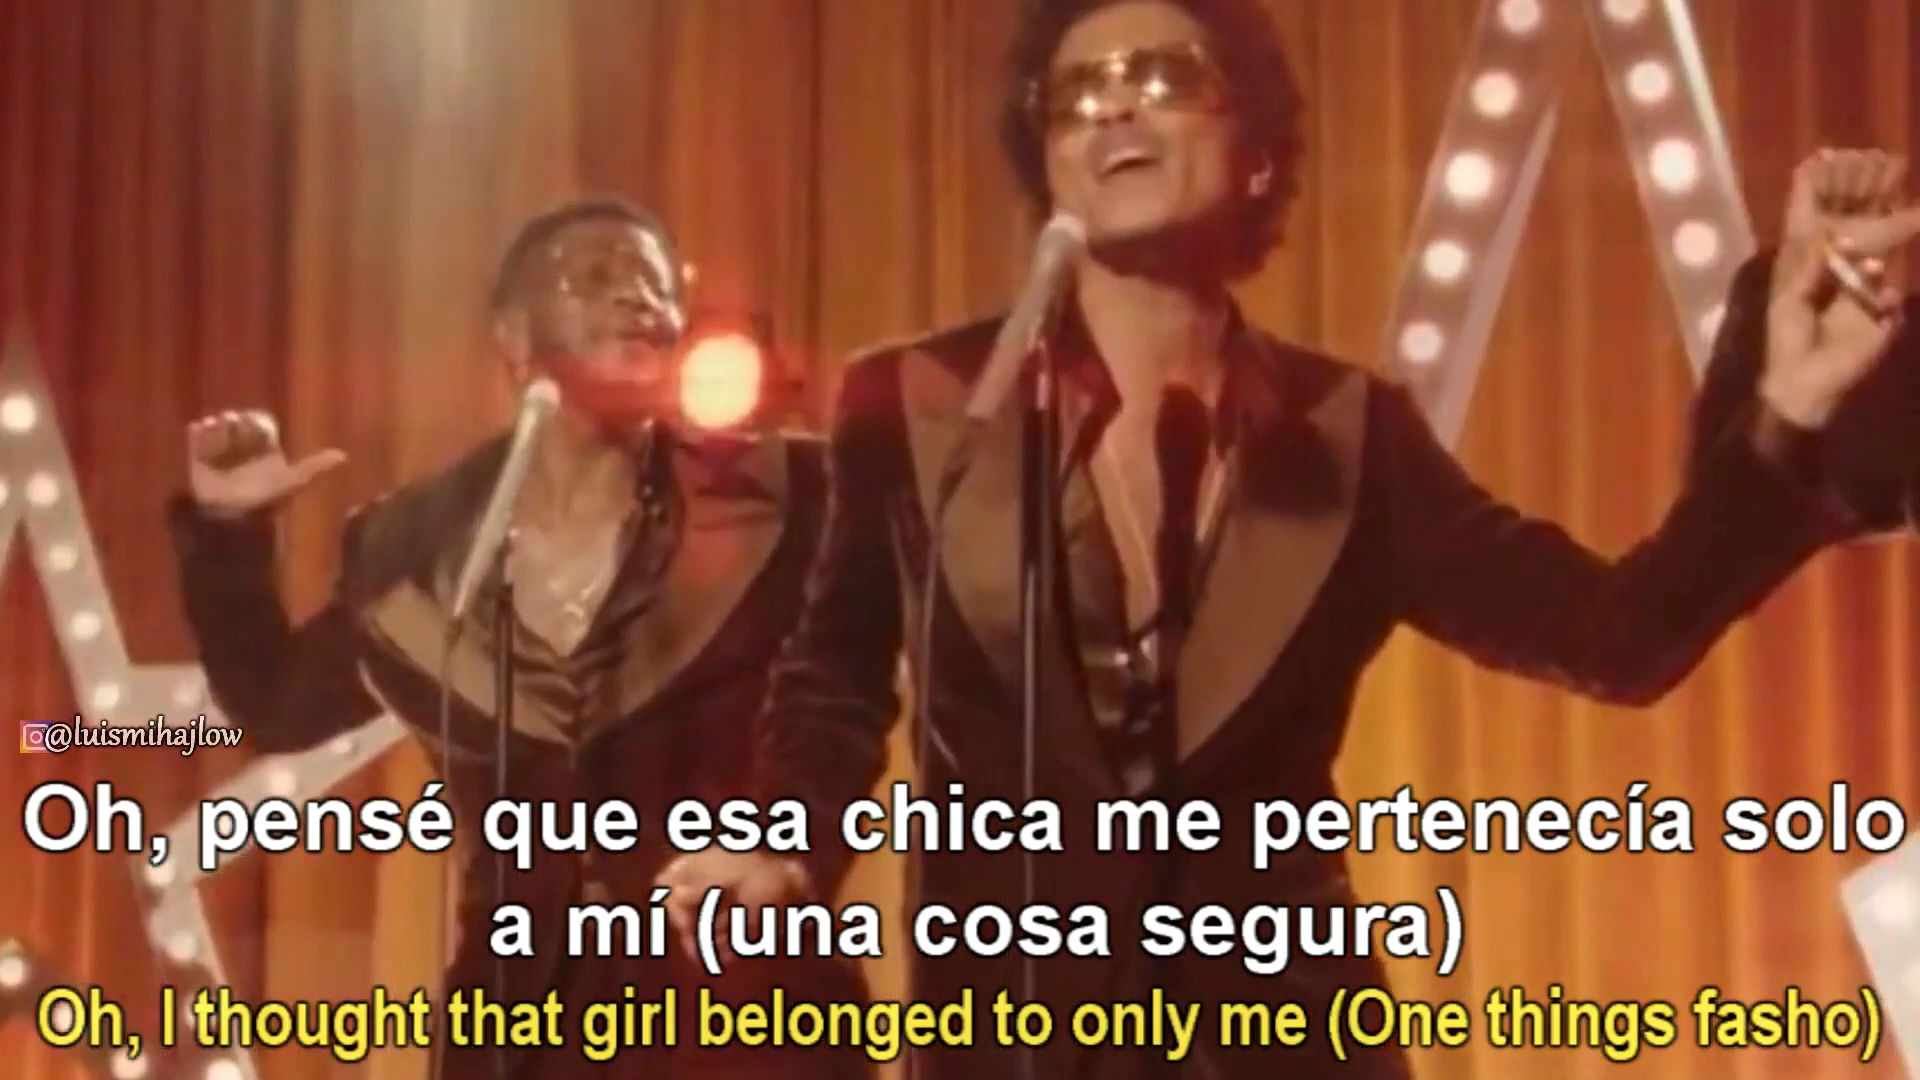 @luismihajlow
Oh, pensé que esa chica me pertenecía solo
a mí (una cosa segura)
Oh, I thought that girl belonged to only me (One things fasho)